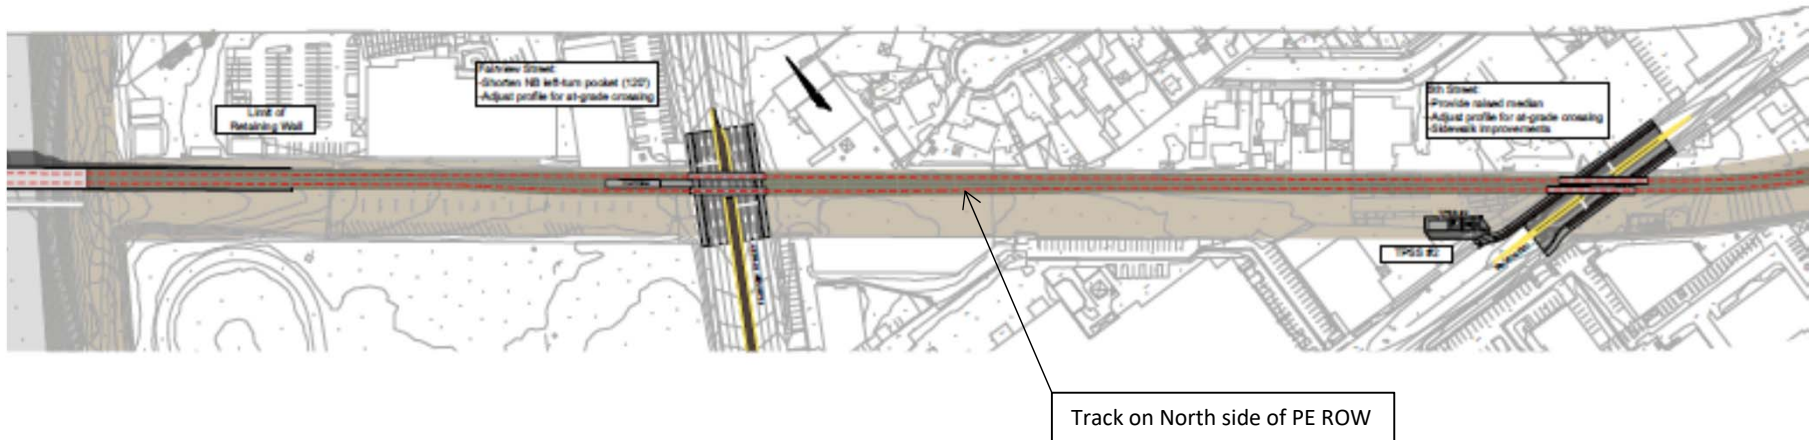 Fairview Street:
-Shorten NB left-turn pocket (120')
-Adjust profile for at-grade crossing
Limit of
Retaining Wall
5th Street:
-Provide raised median
-Adjust profile for at-grade crossing
-Sidewalk improvements
TPSS #2
Track on North side of PE ROW